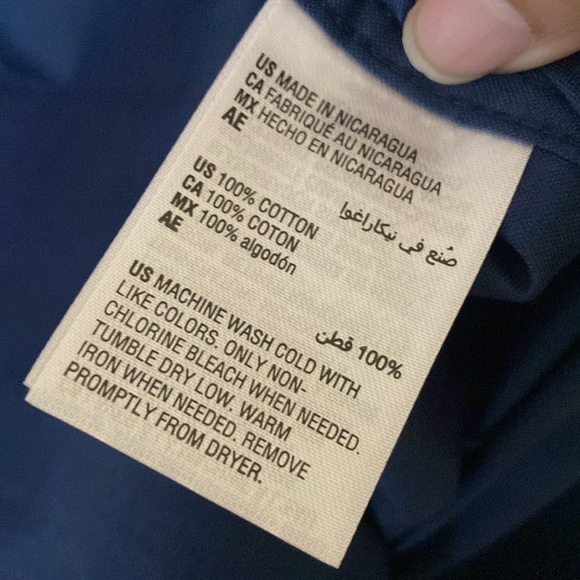 US MADE IN NICARAGUA
CA FABRIQUÉ AU NICARAGUA
MX HECHO EN NICARAGUA
AE
صُنع في نيكاراغوا
US 100% COTTON
CA 100% COTON
MX 100% algodón
AE
100% قطن
US MACHINE WASH COLD WITH
LIKE COLORS. ONLY NON-
CHLORINE BLEACH WHEN NEEDED.
TUMBLE DRY LOW. WARM
IRON WHEN NEEDED. REMOVE
PROMPTLY FROM DRYER.